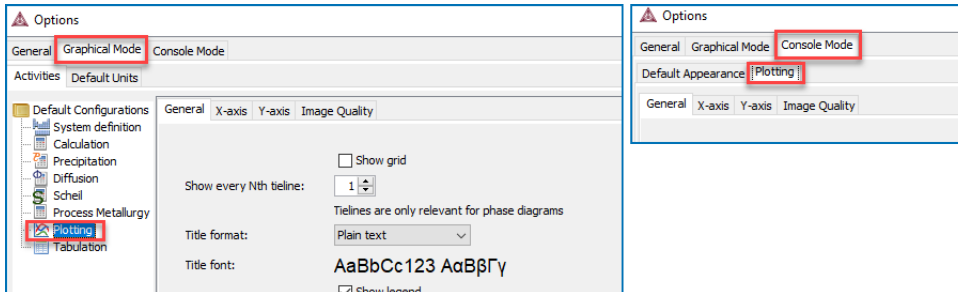 Options
General Graphical Mode Console Mode
Activities Default Units
Default Configurations
System definition
Calculation
Precipitation
Diffusion
Scheil
Process Metallurgy
Plotting
Tabulation
General X-axis Y-axis Image Quality
Show grid
Show every Nth tieline: 1
Tielines are only relevant for phase diagrams
Title format: Plain text
Title font: AaBbCc123 ΑαΒβΓγ
Show legend
Options
General Graphical Mode Console Mode
Default Appearance Plotting
General X-axis Y-axis Image Quality